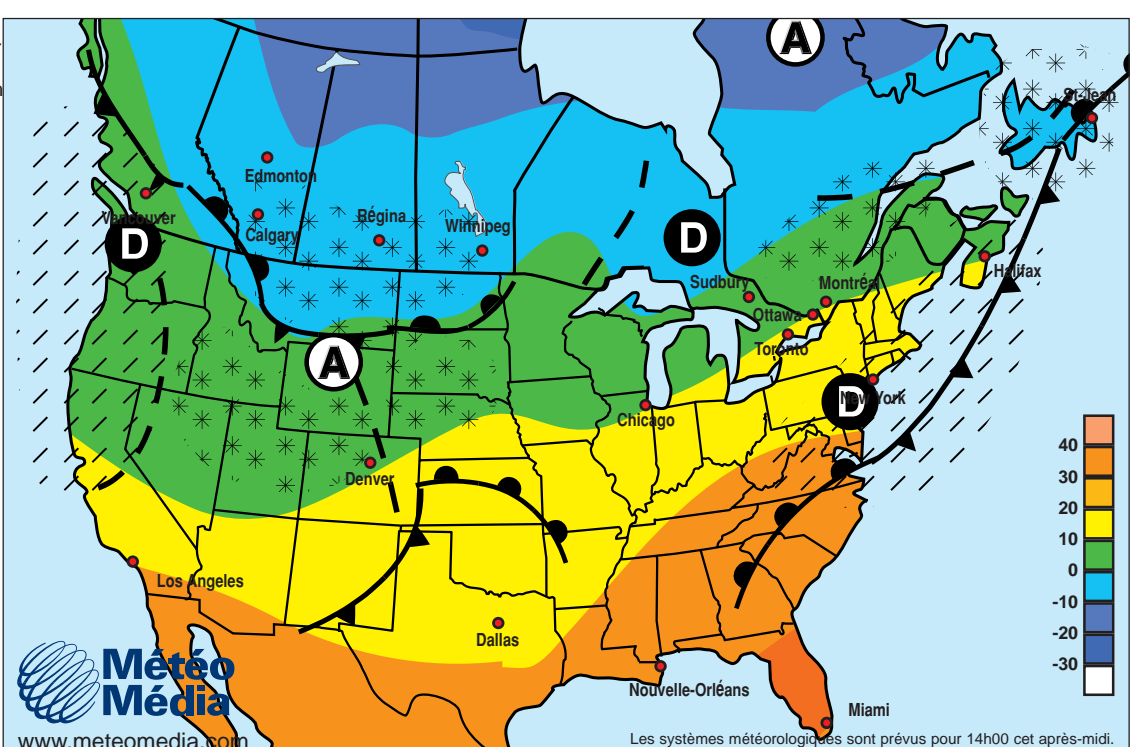 A
St-Jean
Edmonton
Vancouver
Calgary
Régina
Winnipeg
D
D
Sudbury
Montréal
Halifax
Ottawa
Toronto
A
D
New York
Chicago
Denver
40
30
20
10
0
-10
-20
-30
Los Angeles
Dallas
Nouvelle-Orléans
Miami
Météo
Média
www.meteomedia.com
Les systèmes météorologiques sont prévus pour 14h00 cet après-midi.